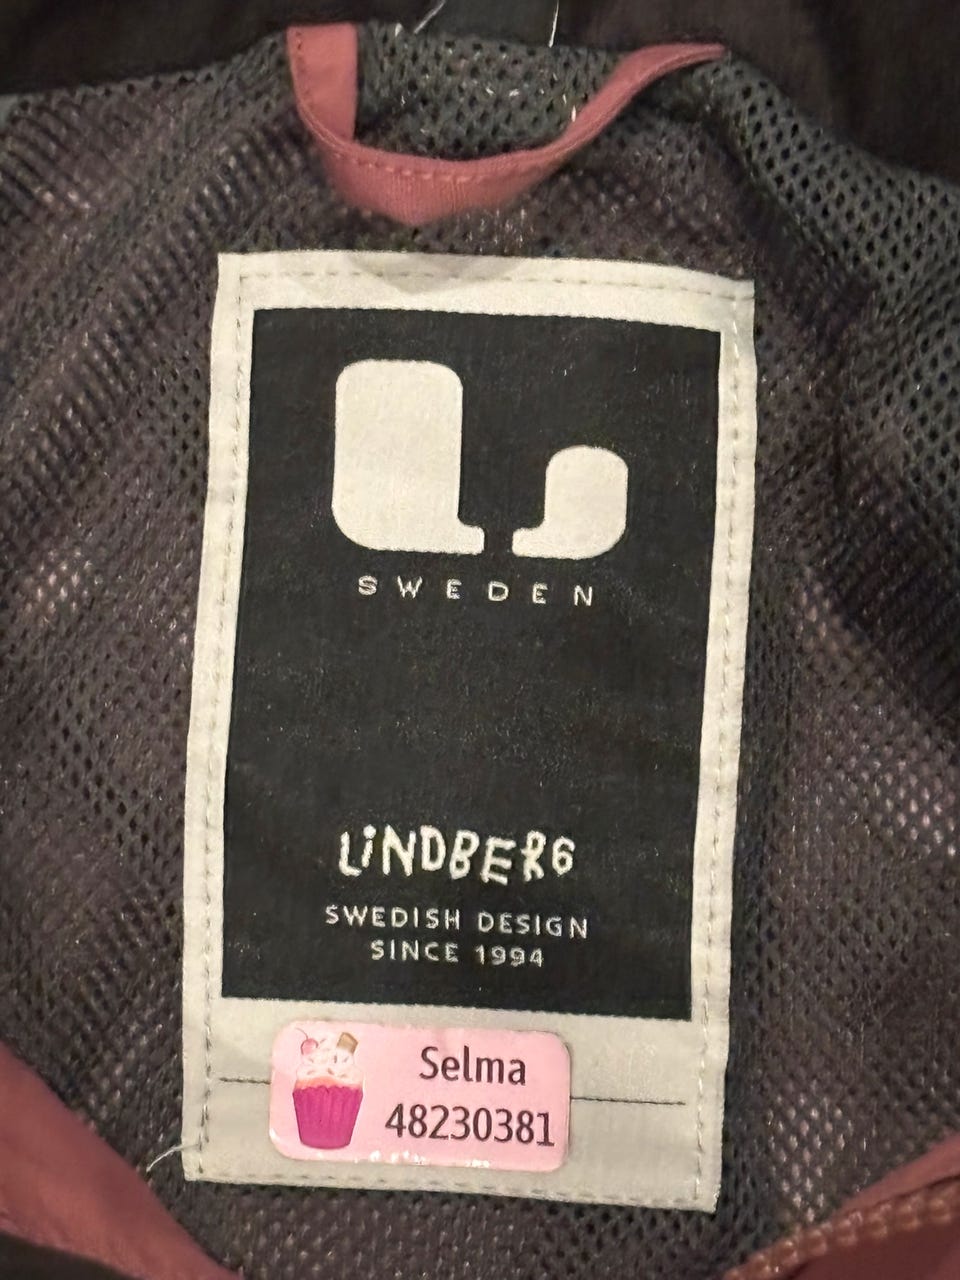 SWEDEN
LiNDBERG
SWEDISH DESIGN
SINCE 1994
Selma
48230381